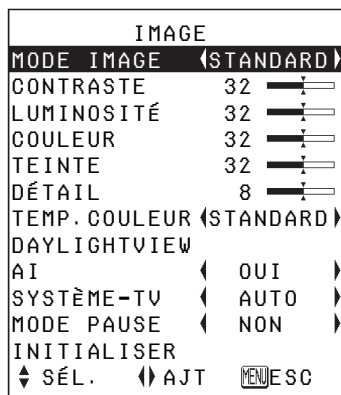 IMAGE
MODE IMAGE STANDARD
CONTRASTE 32
LUMINOSITÉ 32
COULEUR 32
TEINTE 32
DÉTAIL 8
TEMP.COULEUR STANDARD
DAYLIGHTVIEW
AI OUI
SYSTÈME-TV AUTO
MODE PAUSE NON
INITIALISER
SÉL. AJT MENU ESC